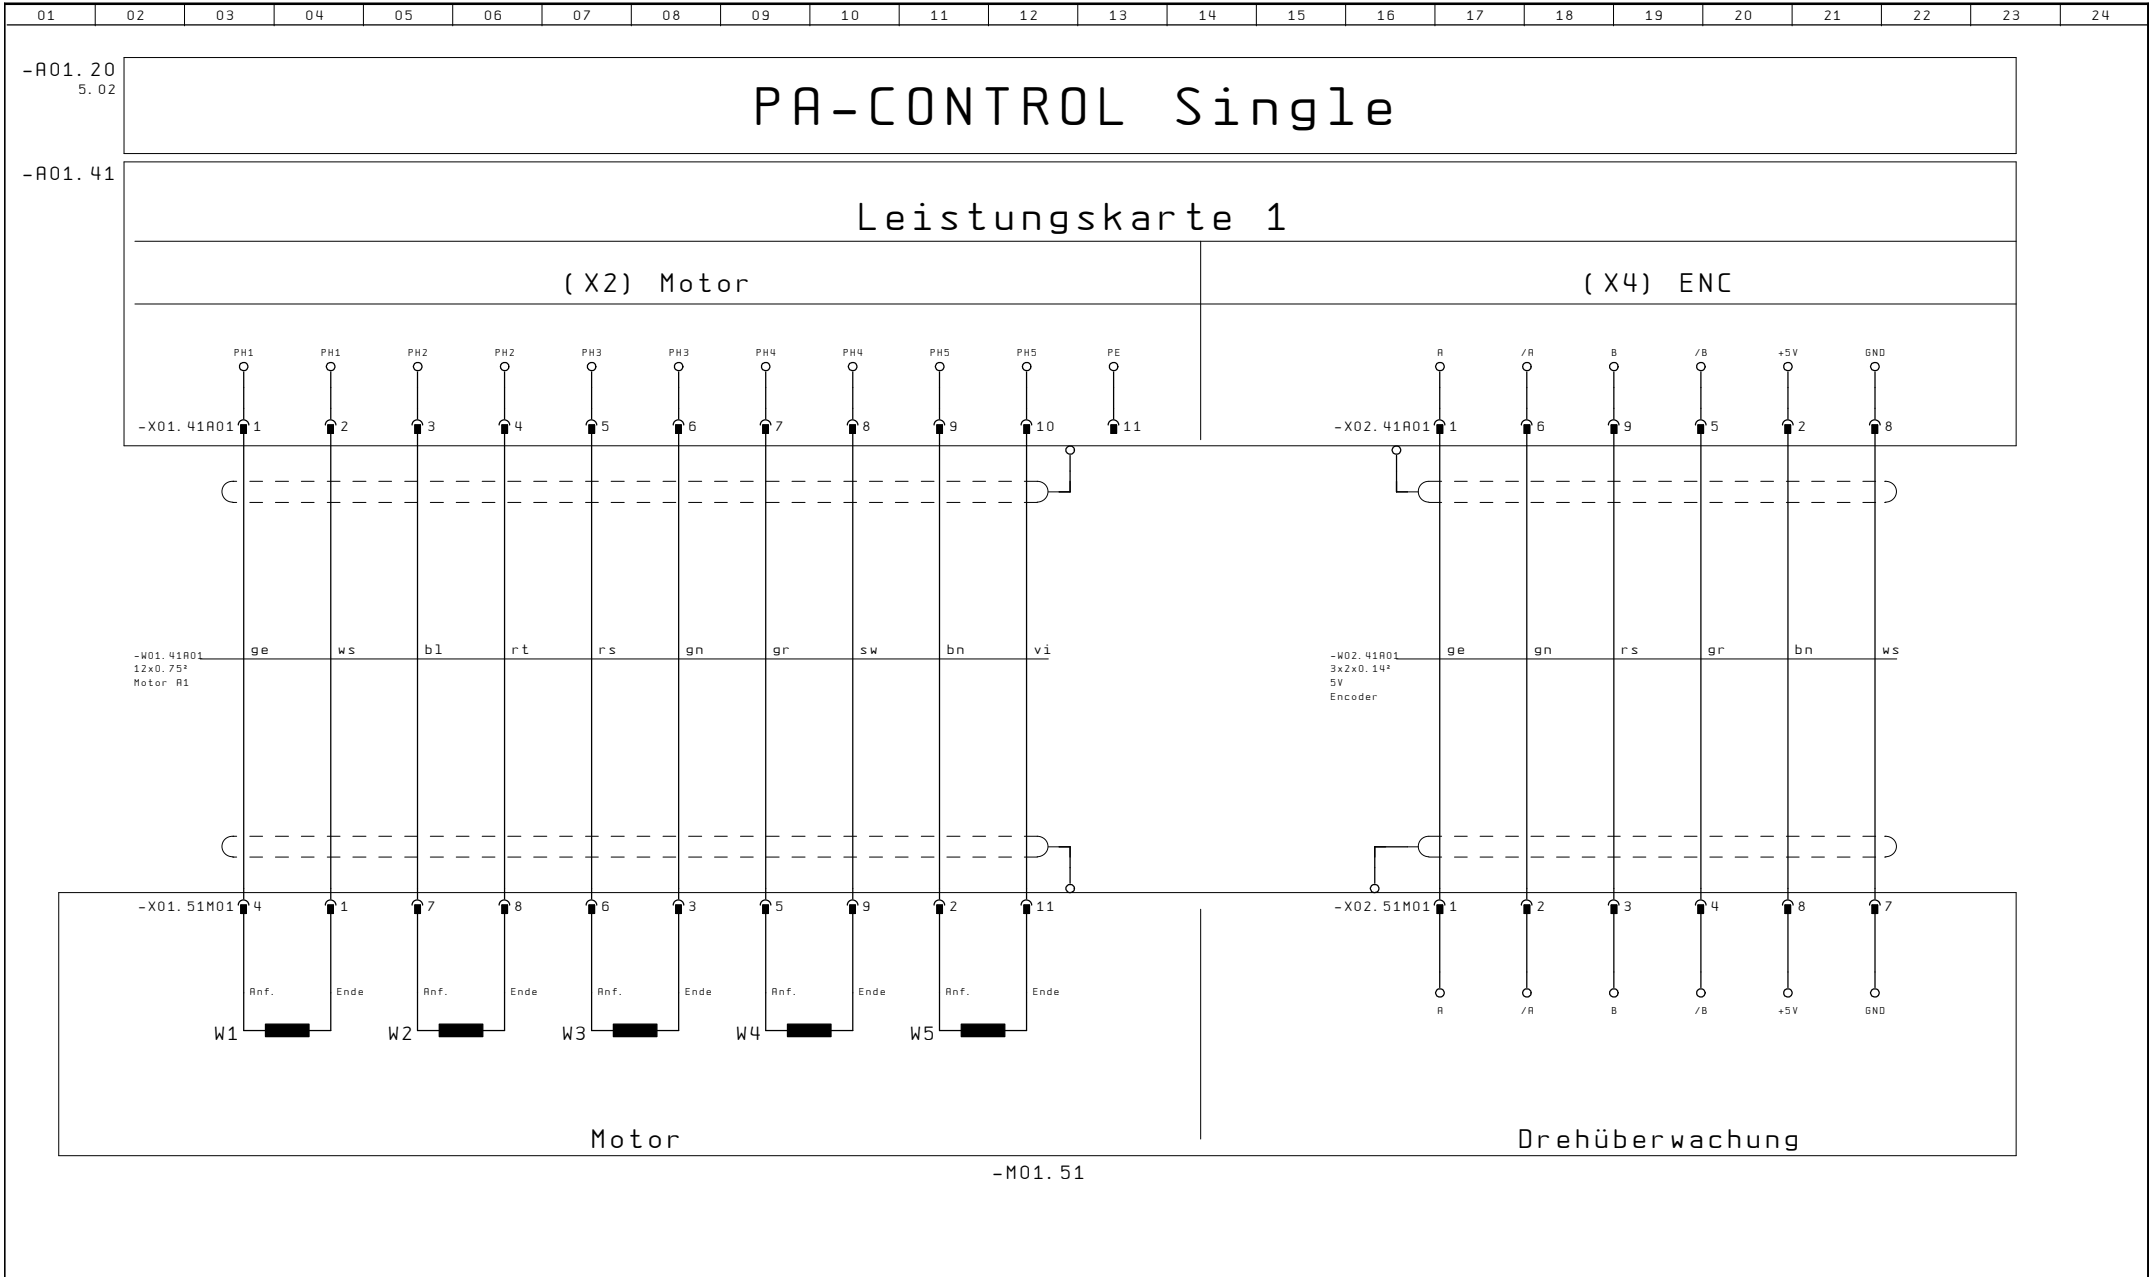 01 02 03 04 05 06 07 08 09 10 11 12 13 14 15 16 17 18 19 20 21 22 23 24
-A01.20
5.02
PA-CONTROL Single
-A01.41
Leistungskarte 1
(X2) Motor (X4) ENC
PH1 PH1 PH2 PH2 PH3 PH3 PH4 PH4 PH5 PH5 PE A /A B /B +5V GND
-X01.41A01 1 2 3 4 5 6 7 8 9 10 11 -X02.41A01 1 6 9 5 2 8
ge ws bl rt rs gn gr sw bn vi ge gn rs gr bn ws
-W01.41A01
12x0.75²
Motor A1
-W02.41A01
3x2x0.14²
5V
Encoder
-X01.51M01 4 1 7 8 6 3 5 9 2 11 -X02.51M01 1 2 3 4 8 7
Anf. Ende Anf. Ende Anf. Ende Anf. Ende Anf. Ende
A /A B /B +5V GND
W1 W2 W3 W4 W5
Motor Drehüberwachung
-M01.51